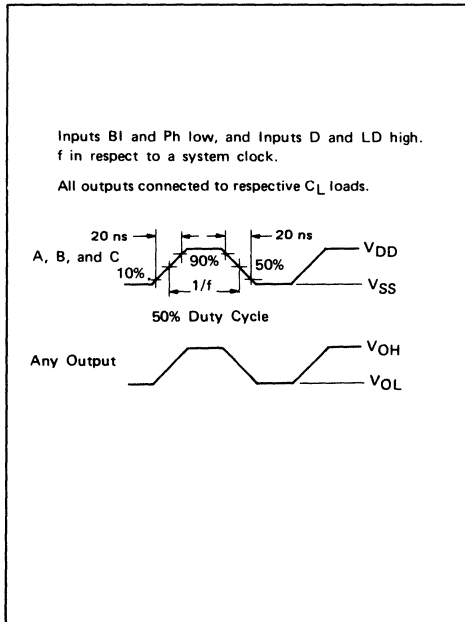 Inputs BI and Ph low, and Inputs D and LD high.
f in respect to a system clock.
All outputs connected to respective CL loads.
20 ns
20 ns
A, B, and C
10%
90%
50%
VDD
1/f
VSS
50% Duty Cycle
Any Output
VOH
VOL